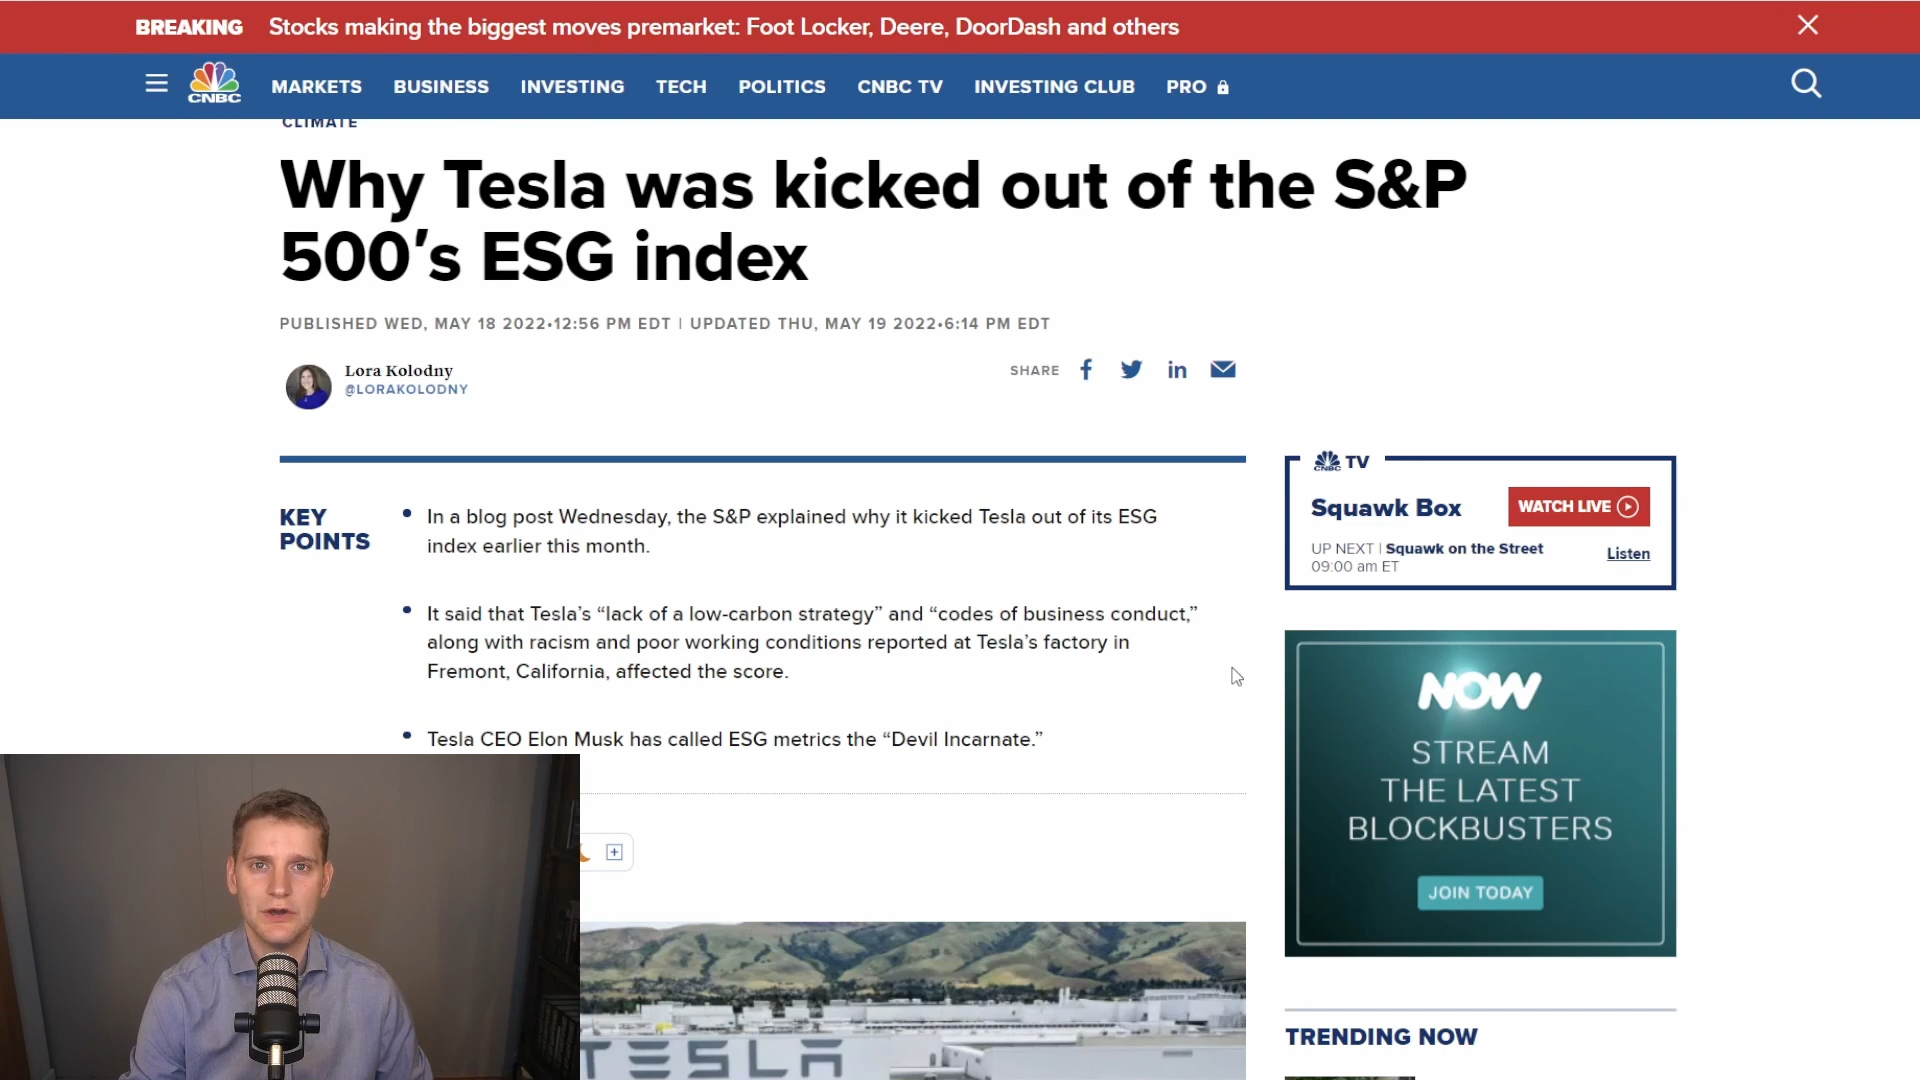 BREAKING Stocks making the biggest moves premarket: Foot Locker, Deere, DoorDash and others
CNBC MARKETS BUSINESS INVESTING TECH POLITICS CNBC TV INVESTING CLUB PRO
CLIMATE
Why Tesla was kicked out of the S&P
500's ESG index
PUBLISHED WED, MAY 18 2022•12:56 PM EDT | UPDATED THU, MAY 19 2022•6:14 PM EDT
Lora Kolodny
@LORAKOLODNY
SHARE
KEY
POINTS
• In a blog post Wednesday, the S&P explained why it kicked Tesla out of its ESG
index earlier this month.
• It said that Tesla’s “lack of a low-carbon strategy” and “codes of business conduct,”
along with racism and poor working conditions reported at Tesla’s factory in
Fremont, California, affected the score.
• Tesla CEO Elon Musk has called ESG metrics the “Devil Incarnate.”
TESLA
CNBC TV
Squawk Box
WATCH LIVE
UP NEXT | Squawk on the Street
09:00 am ET
Listen
NOW
STREAM
THE LATEST
BLOCKBUSTERS
JOIN TODAY
TRENDING NOW